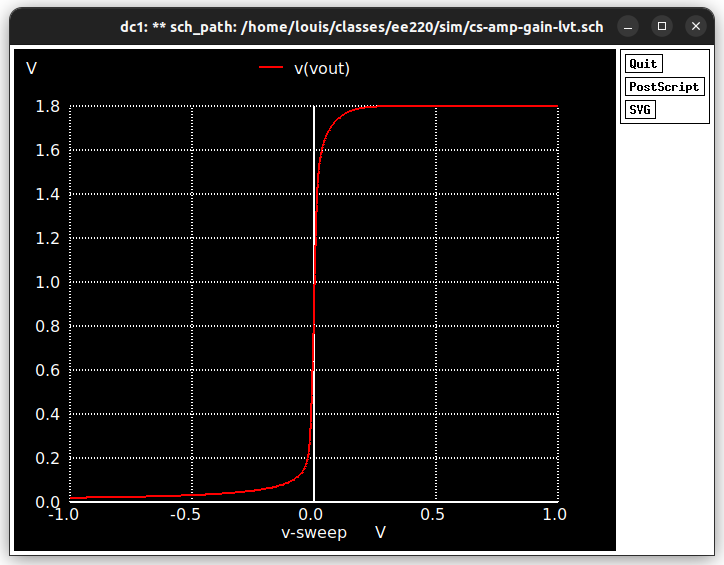 dc1: ** sch_path: /home/louis/classes/ee220/sim/cs-amp-gain-lvt.sch
Quit
PostScript
SVG
V
v(vout)
1.8
1.6
1.4
1.2
1.0
0.8
0.6
0.4
0.2
0.0
-1.0 -0.5 0.0 0.5 1.0
v-sweep V